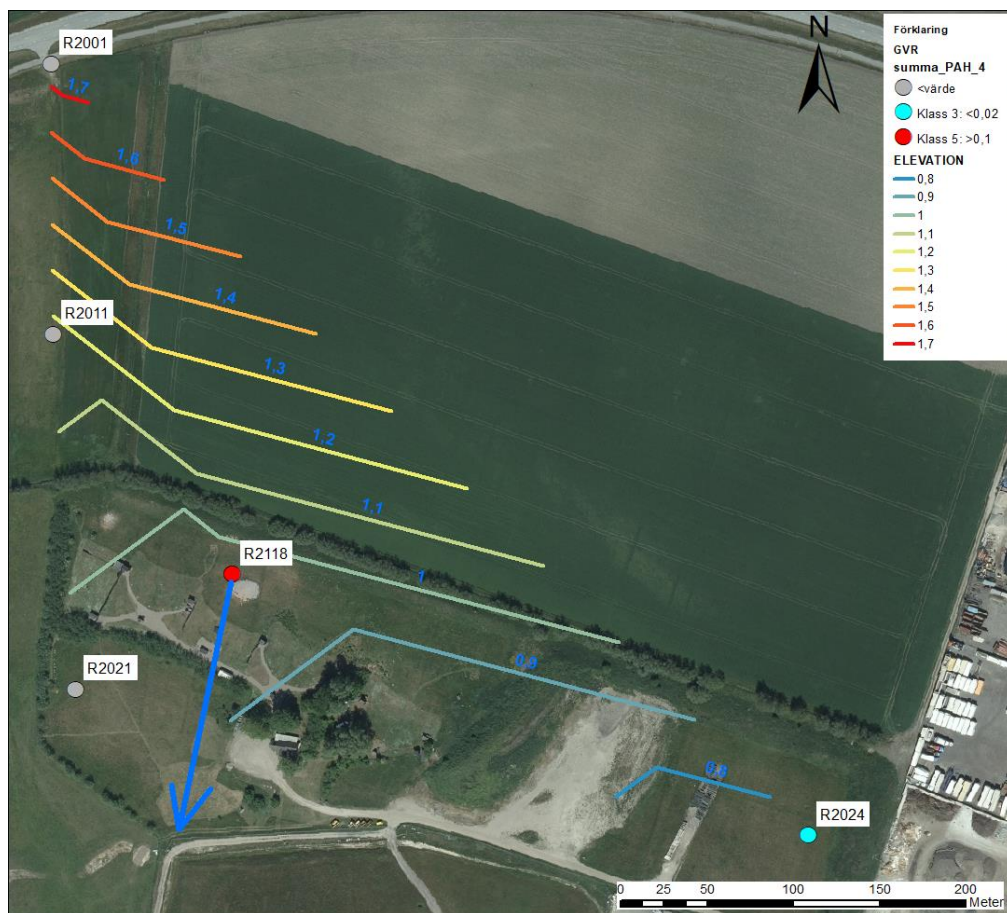 R2001
1,7
1,6
1,5
1,4
R2011
1,3
1,2
1,1
R2118
1
R2021
0,9
0,8
R2024
N
Förklaring
GVR
summa_PAH_4
<värde
Klass 3: <0,02
Klass 5: >0,1
ELEVATION
0,8
0,9
1
1,1
1,2
1,3
1,4
1,5
1,6
1,7
0 25 50 100 150 200
Meter